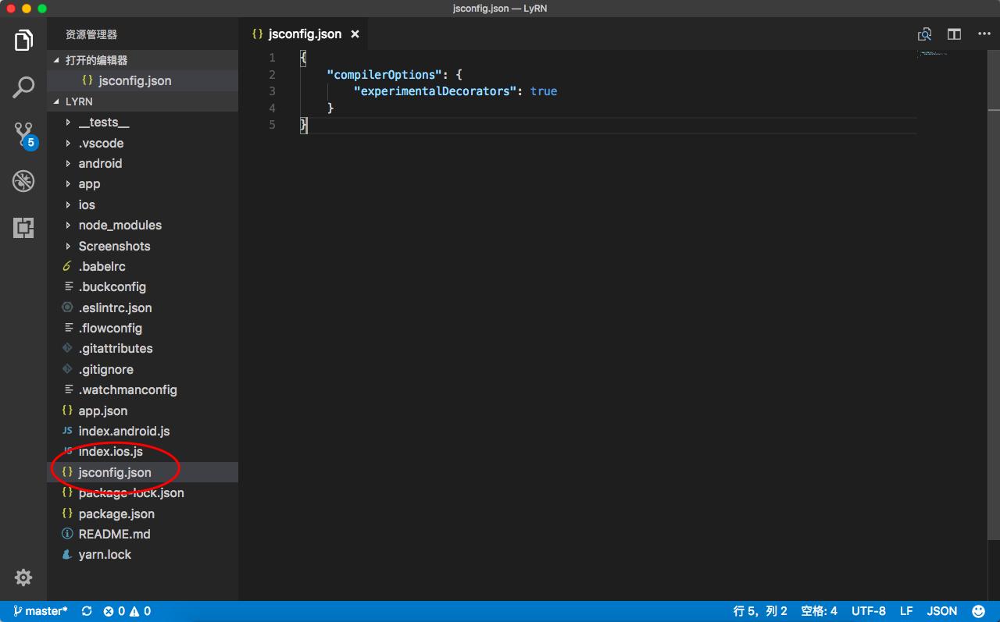 jsconfig.json — LyRN
资源管理器
打开的编辑器
{} jsconfig.json
LYRN
__tests__
.vscode
android
app
ios
node_modules
Screenshots
.babelrc
.buckconfig
.eslintrc.json
.flowconfig
.gitattributes
.gitignore
.watchmanconfig
{} app.json
JS index.android.js
JS index.ios.js
{} jsconfig.json
{} package-lock.json
{} package.json
README.md
yarn.lock
5
{} jsconfig.json ×
1 {
2 "compilerOptions": {
3 "experimentalDecorators": true
4 }
5 }
master* 0 0
行 5，列 2 空格: 4 UTF-8 LF JSON